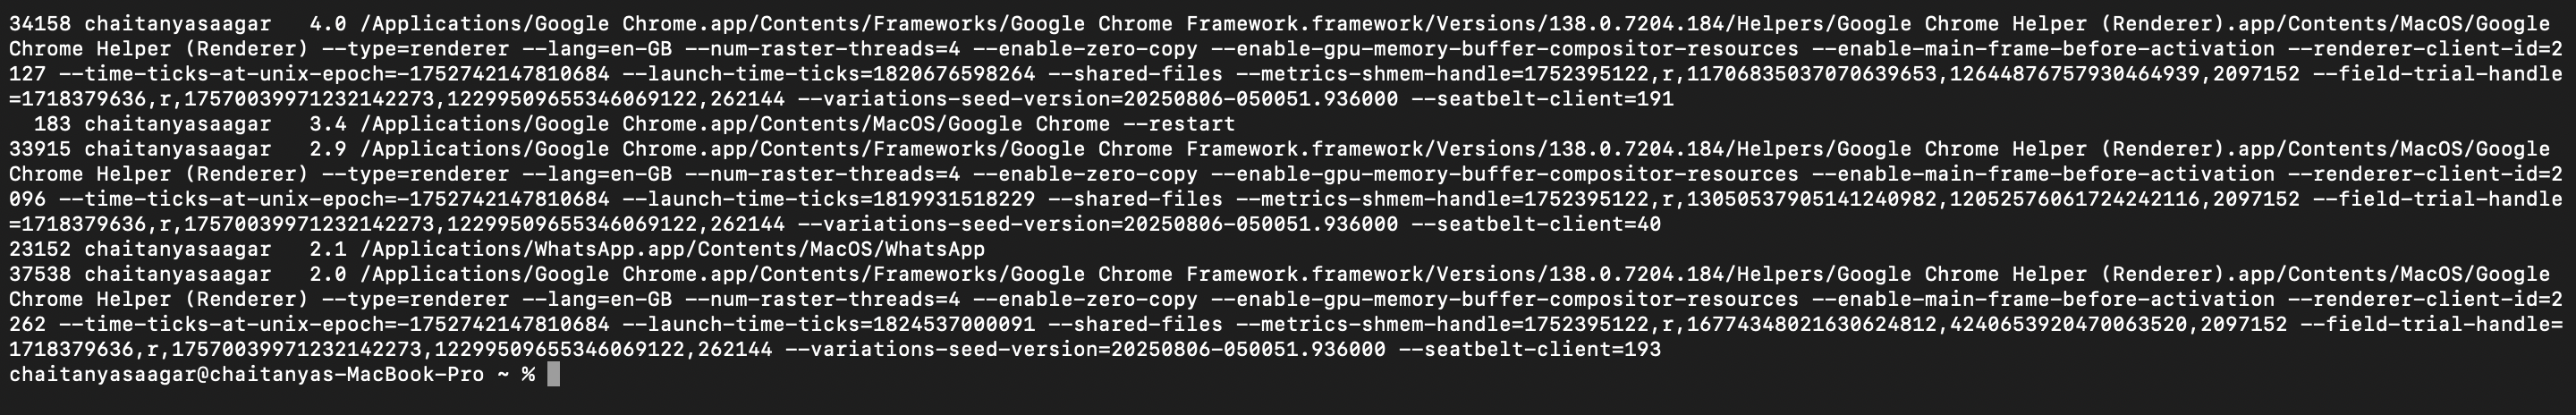 34158 chaitanyasaagar   4.0 /Applications/Google Chrome.app/Contents/Frameworks/Google Chrome Framework.framework/Versions/138.0.7204.184/Helpers/Google Chrome Helper (Renderer).app/Contents/MacOS/Google
Chrome Helper (Renderer) --type=renderer --lang=en-GB --num-raster-threads=4 --enable-zero-copy --enable-gpu-memory-buffer-compositor-resources --enable-main-frame-before-activation --renderer-client-id=2
127 --time-ticks-at-unix-epoch=-1752742147810684 --launch-time-ticks=1820676598264 --shared-files --metrics-shmem-handle=1752395122,r,11706835037070639653,12644876757930464939,2097152 --field-trial-handle
=1718379636,r,17570039971232142273,12299509655346069122,262144 --variations-seed-version=20250806-050051.936000 --seatbelt-client=191
  183 chaitanyasaagar   3.4 /Applications/Google Chrome.app/Contents/MacOS/Google Chrome --restart
33915 chaitanyasaagar   2.9 /Applications/Google Chrome.app/Contents/Frameworks/Google Chrome Framework.framework/Versions/138.0.7204.184/Helpers/Google Chrome Helper (Renderer).app/Contents/MacOS/Google
Chrome Helper (Renderer) --type=renderer --lang=en-GB --num-raster-threads=4 --enable-zero-copy --enable-gpu-memory-buffer-compositor-resources --enable-main-frame-before-activation --renderer-client-id=2
096 --time-ticks-at-unix-epoch=-1752742147810684 --launch-time-ticks=1819931518229 --shared-files --metrics-shmem-handle=1752395122,r,13050537905141240982,12052576061724242116,2097152 --field-trial-handle
=1718379636,r,17570039971232142273,12299509655346069122,262144 --variations-seed-version=20250806-050051.936000 --seatbelt-client=40
23152 chaitanyasaagar   2.1 /Applications/WhatsApp.app/Contents/MacOS/WhatsApp
37538 chaitanyasaagar   2.0 /Applications/Google Chrome.app/Contents/Frameworks/Google Chrome Framework.framework/Versions/138.0.7204.184/Helpers/Google Chrome Helper (Renderer).app/Contents/MacOS/Google
Chrome Helper (Renderer) --type=renderer --lang=en-GB --num-raster-threads=4 --enable-zero-copy --enable-gpu-memory-buffer-compositor-resources --enable-main-frame-before-activation --renderer-client-id=2
262 --time-ticks-at-unix-epoch=-1752742147810684 --launch-time-ticks=1824537000091 --shared-files --metrics-shmem-handle=1752395122,r,16774348021630624812,4240653920470063520,2097152 --field-trial-handle=
1718379636,r,17570039971232142273,12299509655346069122,262144 --variations-seed-version=20250806-050051.936000 --seatbelt-client=193
chaitanyasaagar@chaitanyas-MacBook-Pro ~ %